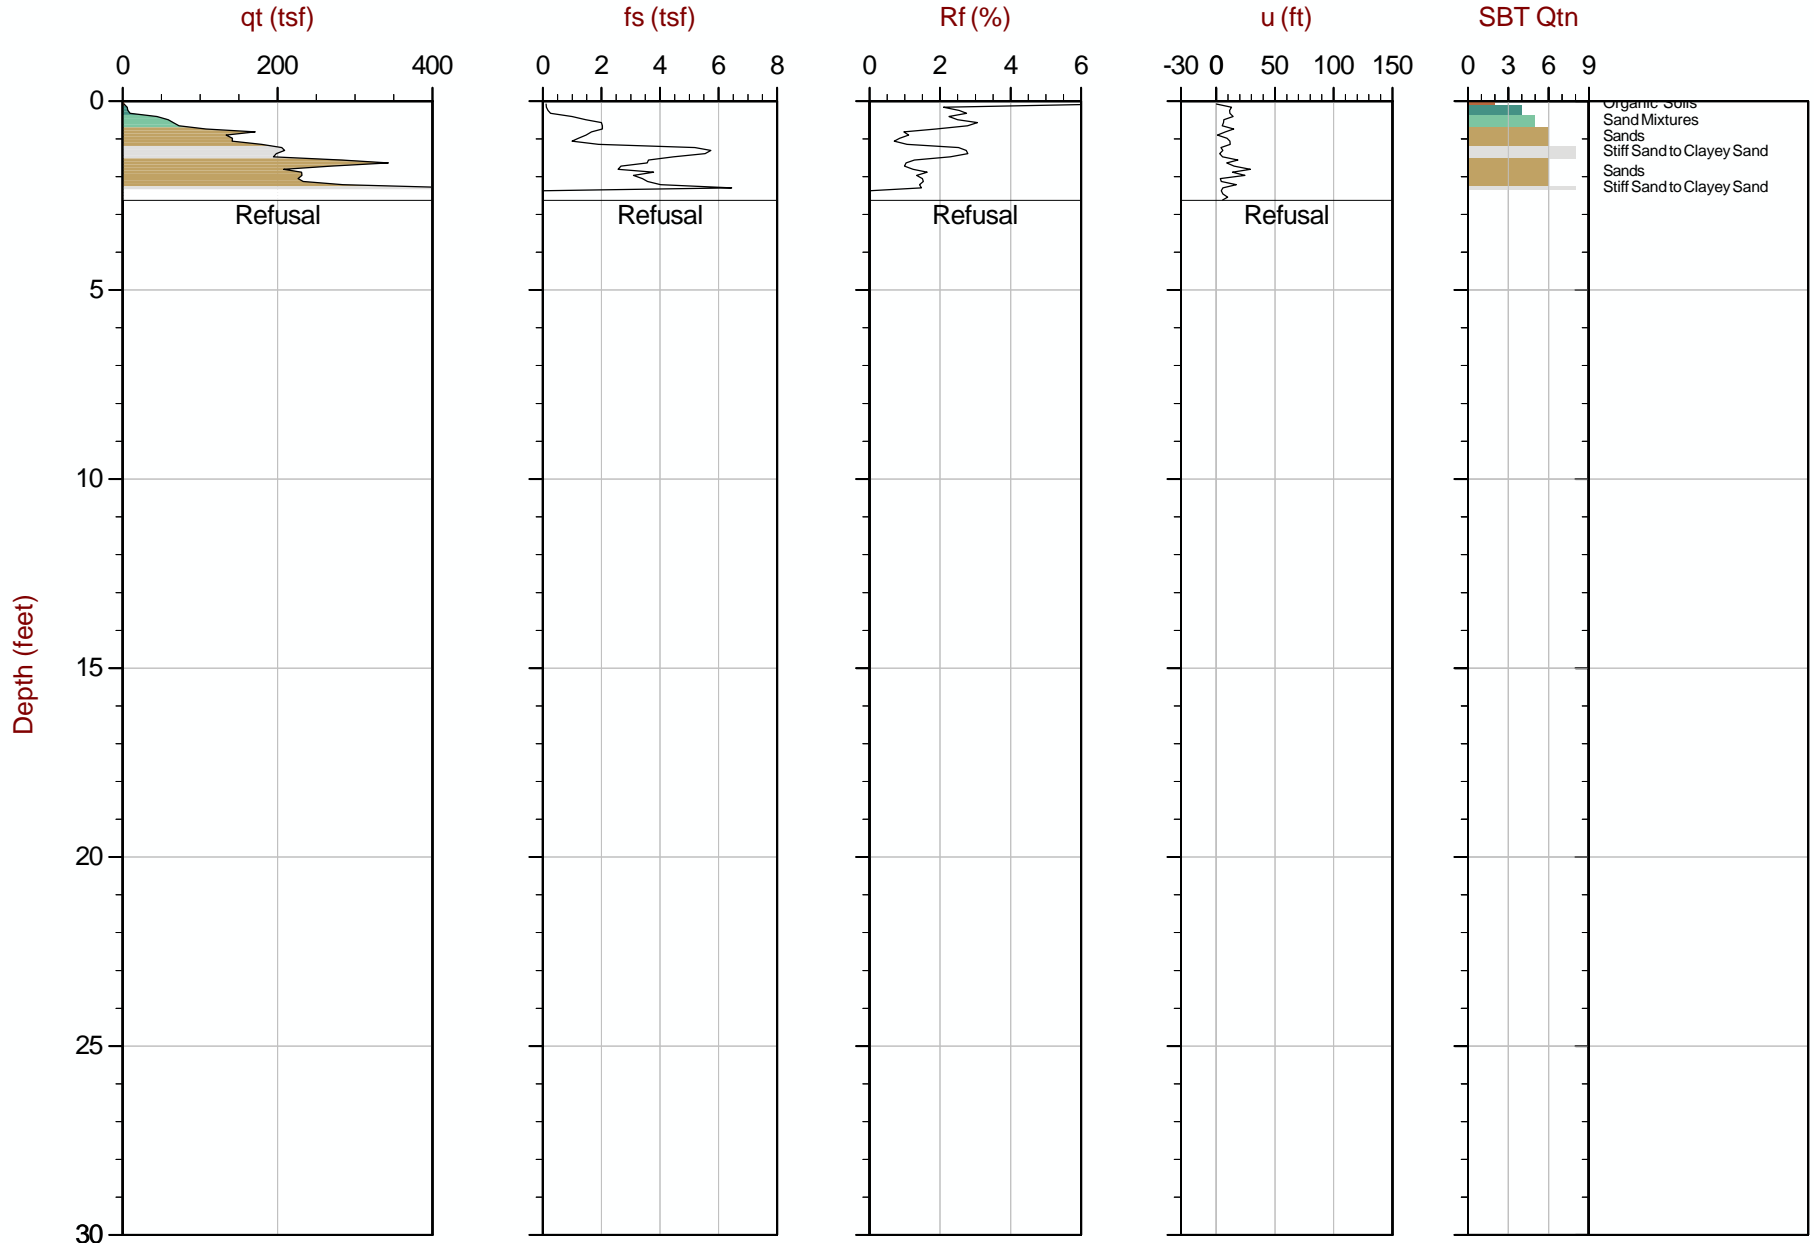 qt (tsf) fs (tsf) Rf (%) u (ft) SBT Qtn
0 200 400 0 2 4 6 8 0 2 4 6 -30 0 50 100 150 0 3 6 9
0
Organic Soils
Sand Mixtures
Sands
Stiff Sand to Clayey Sand
Sands
Stiff Sand to Clayey Sand
Refusal Refusal Refusal Refusal
5
10
15
20
25
30
Depth (feet)